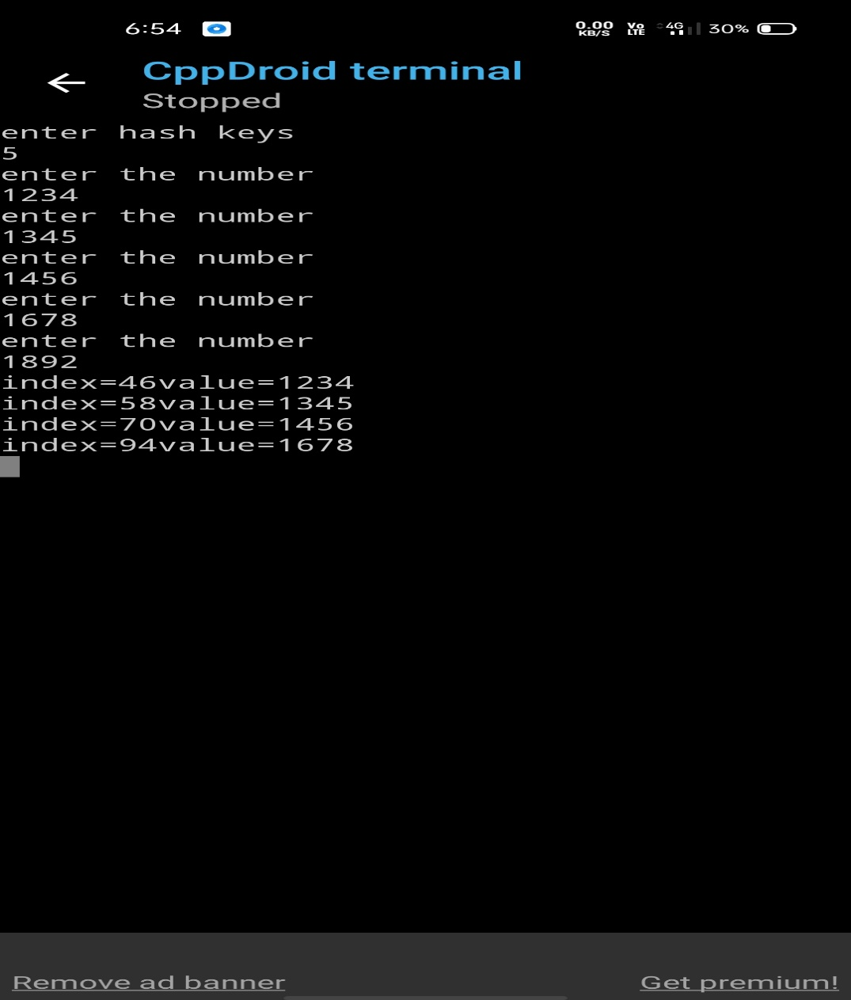 6:54
0.00 KB/S Vo LTE 4G 30%
CppDroid terminal
Stopped
enter hash keys
5
enter the number
1234
enter the number
1345
enter the number
1456
enter the number
1678
enter the number
1892
index=46value=1234
index=58value=1345
index=70value=1456
index=94value=1678
Remove ad banner
Get premium!